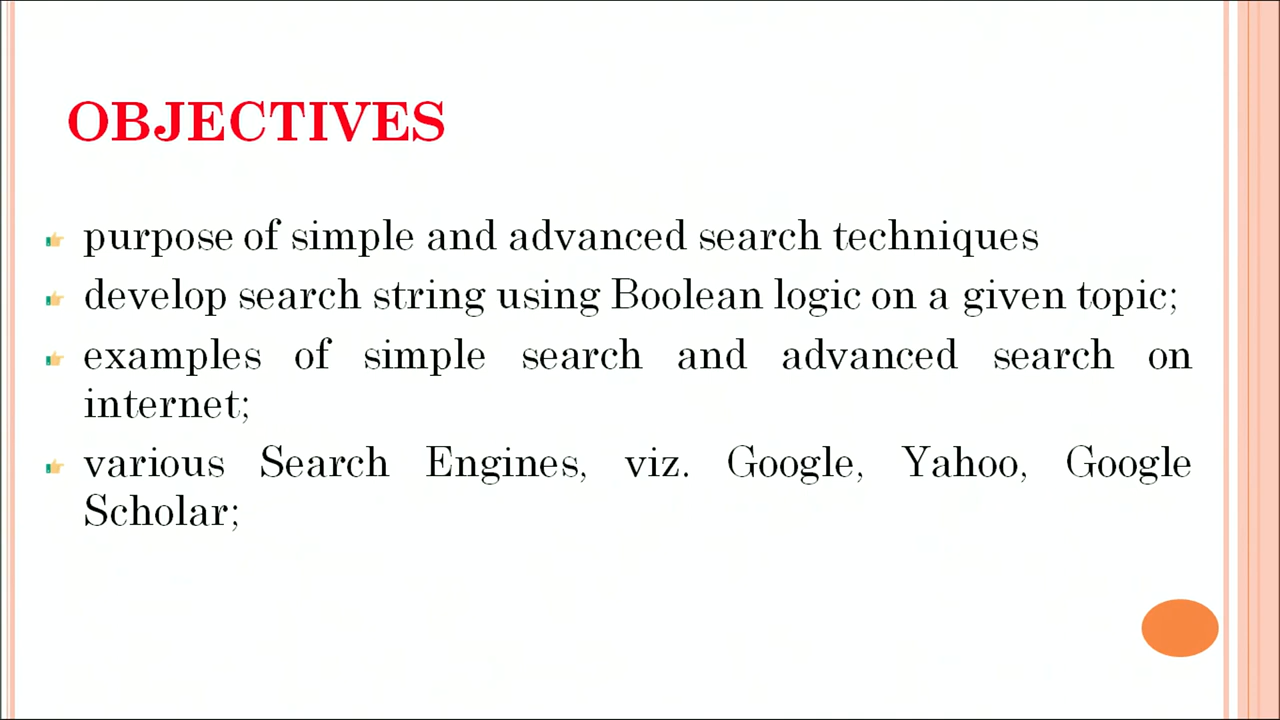 OBJECTIVES
purpose of simple and advanced search techniques
develop search string using Boolean logic on a given topic;
examples of simple search and advanced search on
internet;
various Search Engines, viz. Google, Yahoo, Google
Scholar;